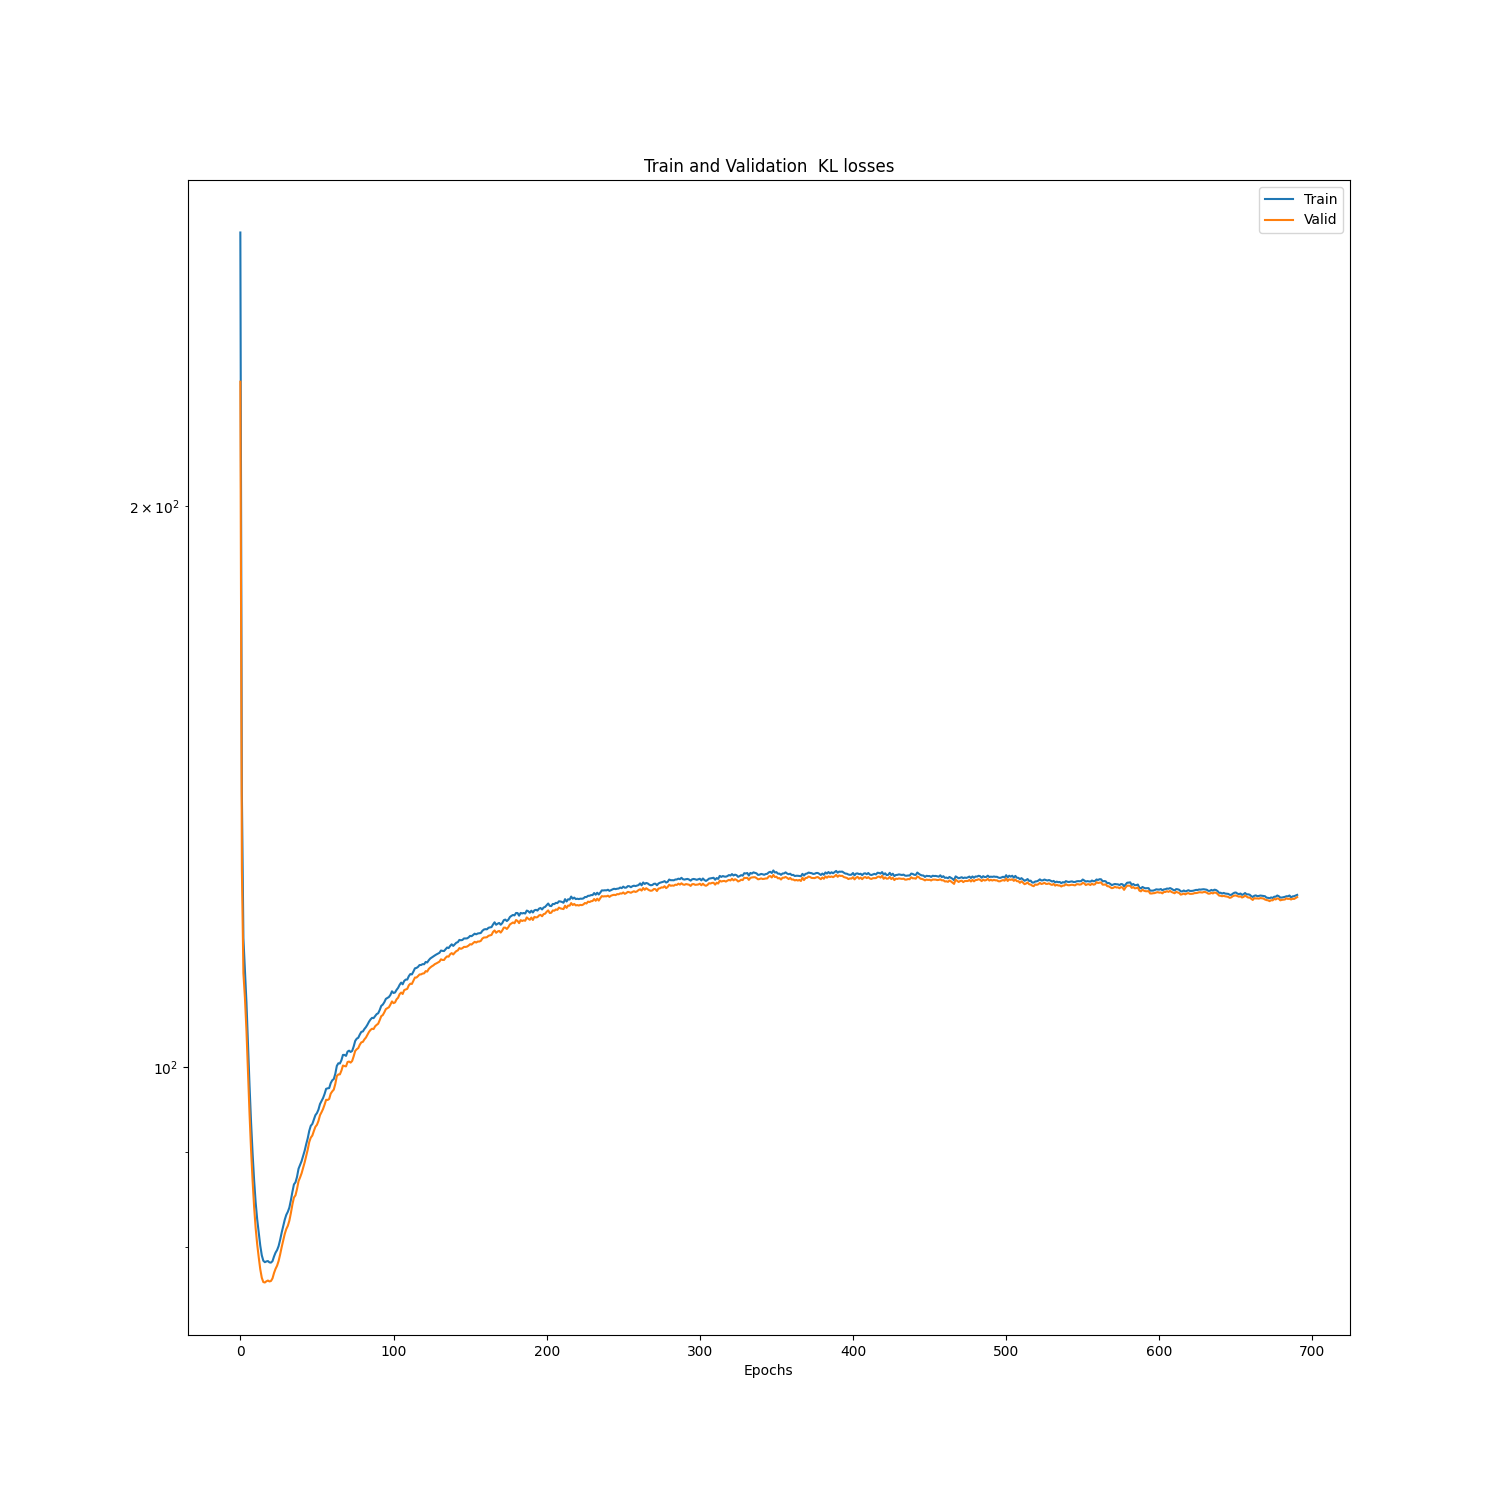 Train and Validation  KL losses
Train
Valid
2 × 10²
10²
0 100 200 300 400 500 600 700
Epochs